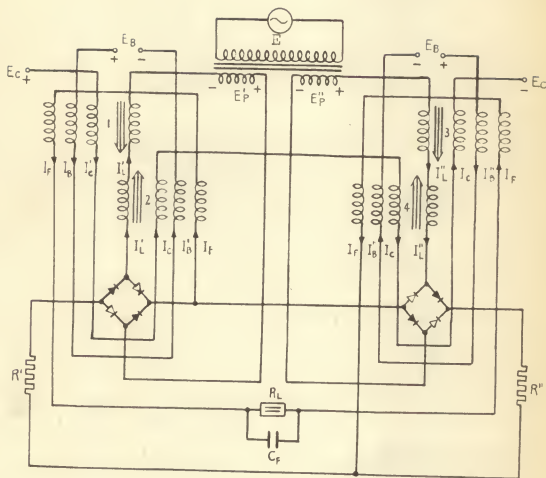 E
E_B
+ -
E_B
- +
E_C +
E'_P
- +
E''_P
- +
E_C -
1
3
I_F I_B I'_C I'_L
I''_L I_C I''_B I_F
2
4
I'_L I_C I'_B I_F
I_F I'_B I_C I''_L
R'
R_L
R"
C_F